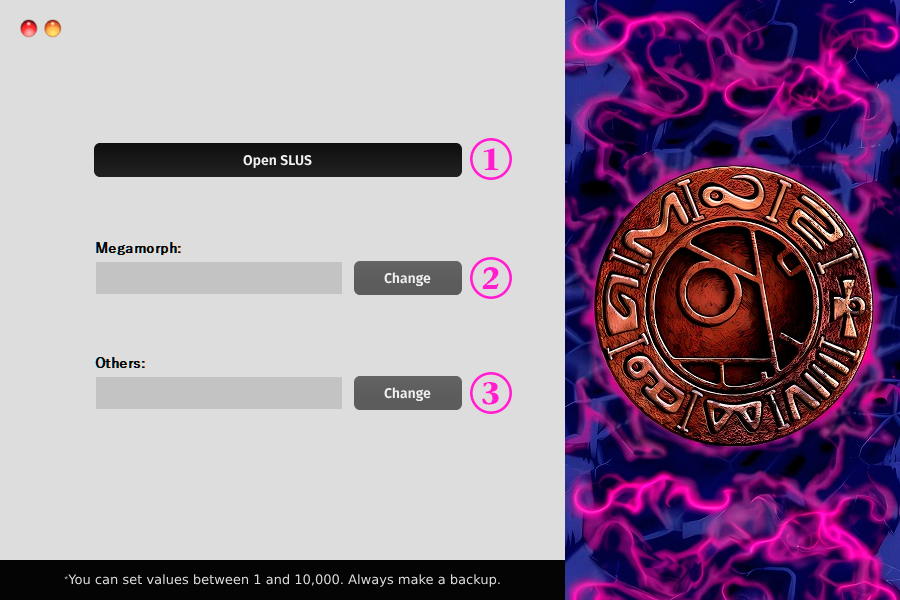 Open SLUS
1
Megamorph:
Change
2
Others:
Change
3
*You can set values between 1 and 10,000. Always make a backup.